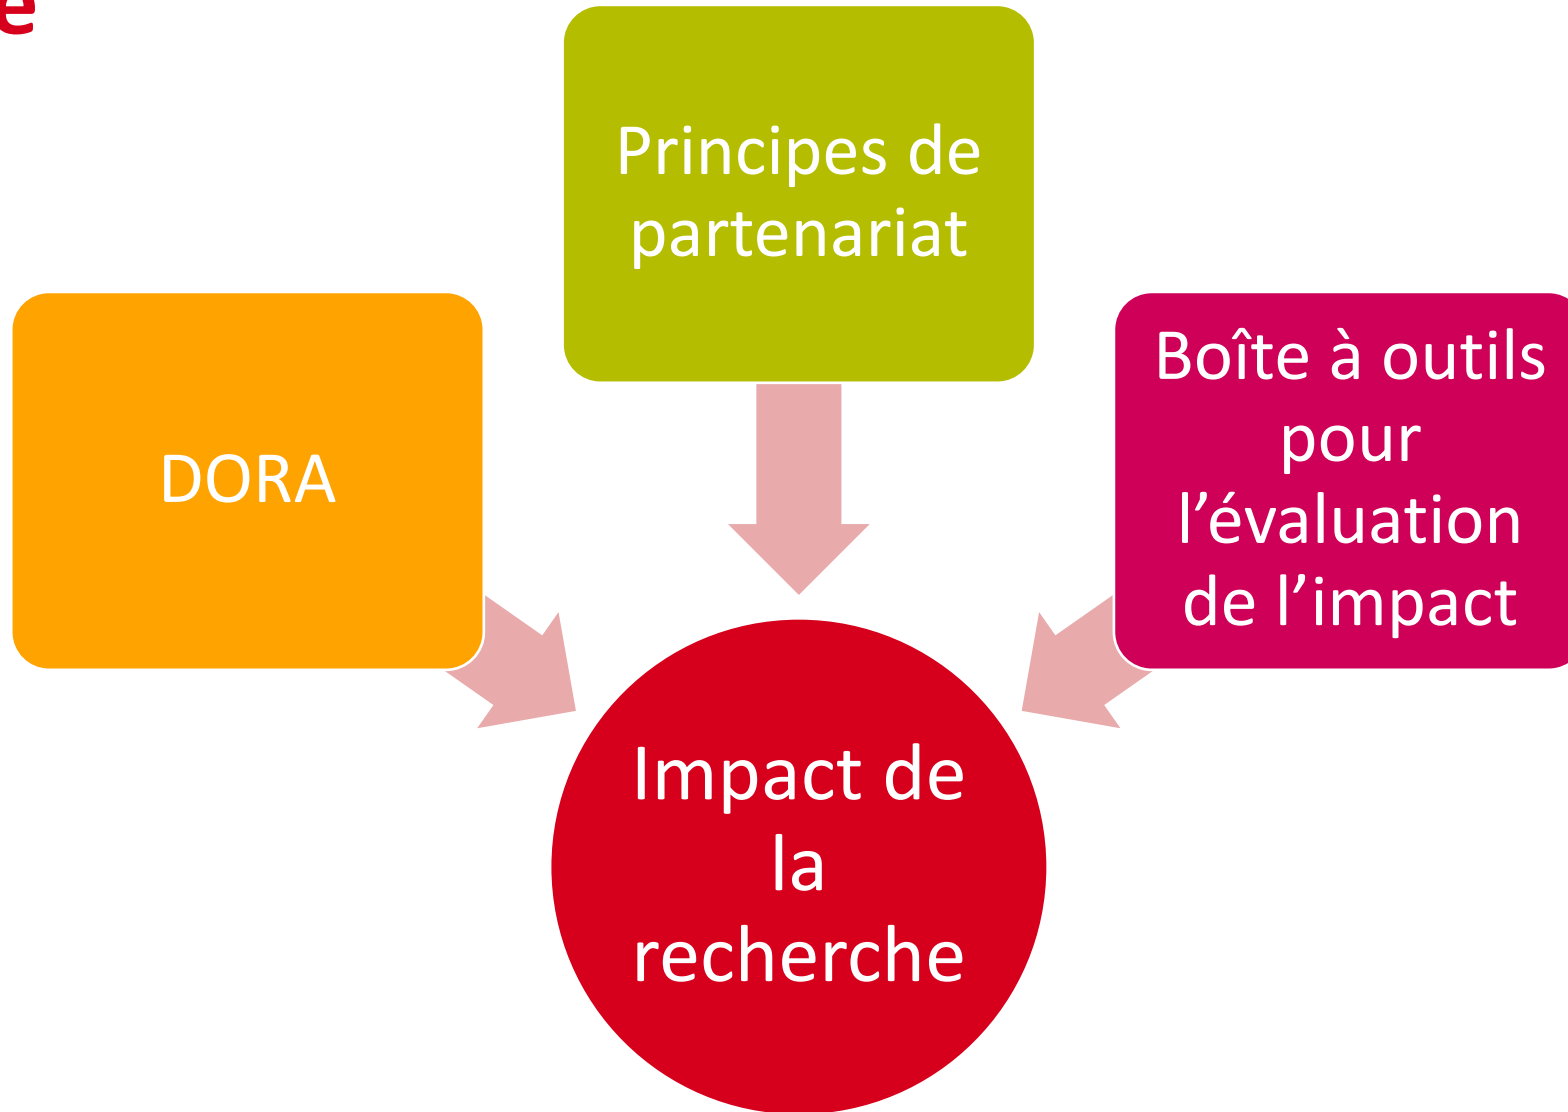 e
Principes de
partenariat
DORA
Boîte à outils
pour
l’évaluation
de l’impact
Impact de
la
recherche